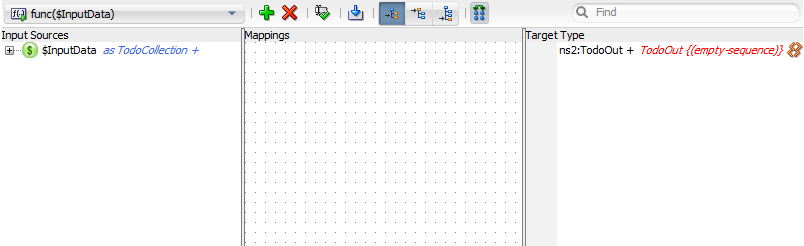 func($InputData)
Find
Input Sources
Mappings
Target Type
$InputData as TodoCollection +
ns2:TodoOut + TodoOut {(empty-sequence)}